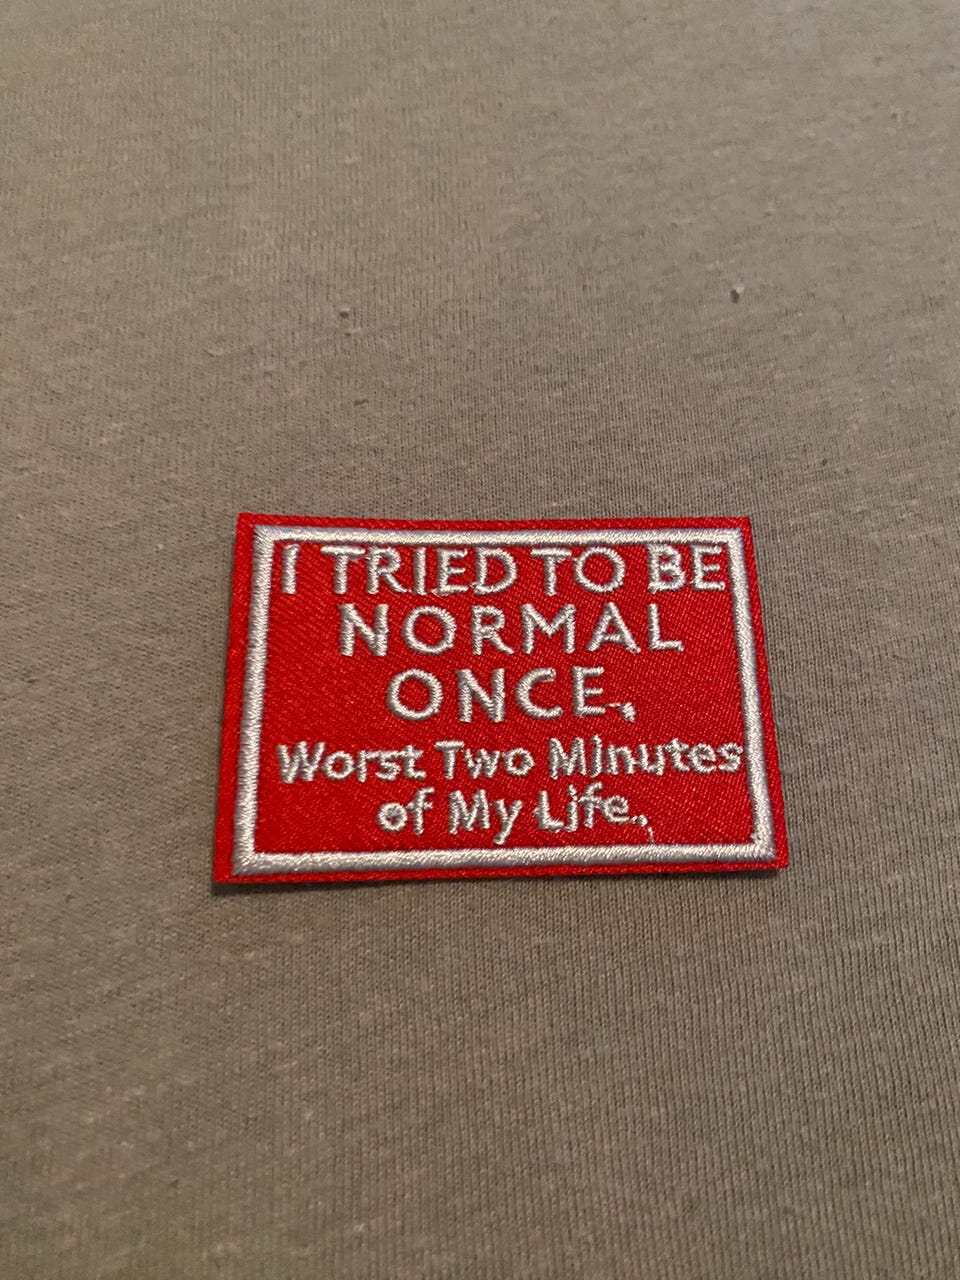 I TRIED TO BE
NORMAL
ONCE.
Worst Two Minutes
of My Life.